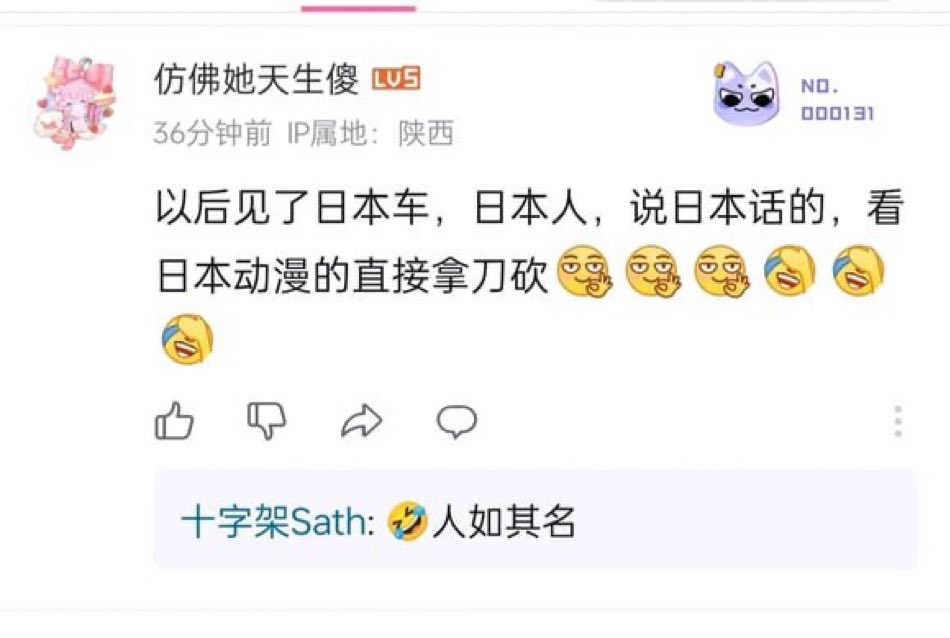 仿佛她天生傻 LV5
NO.
000131
36分钟前 IP属地：陕西
以后见了日本车，日本人，说日本话的，看
日本动漫的直接拿刀砍
十字架Sath: 人如其名